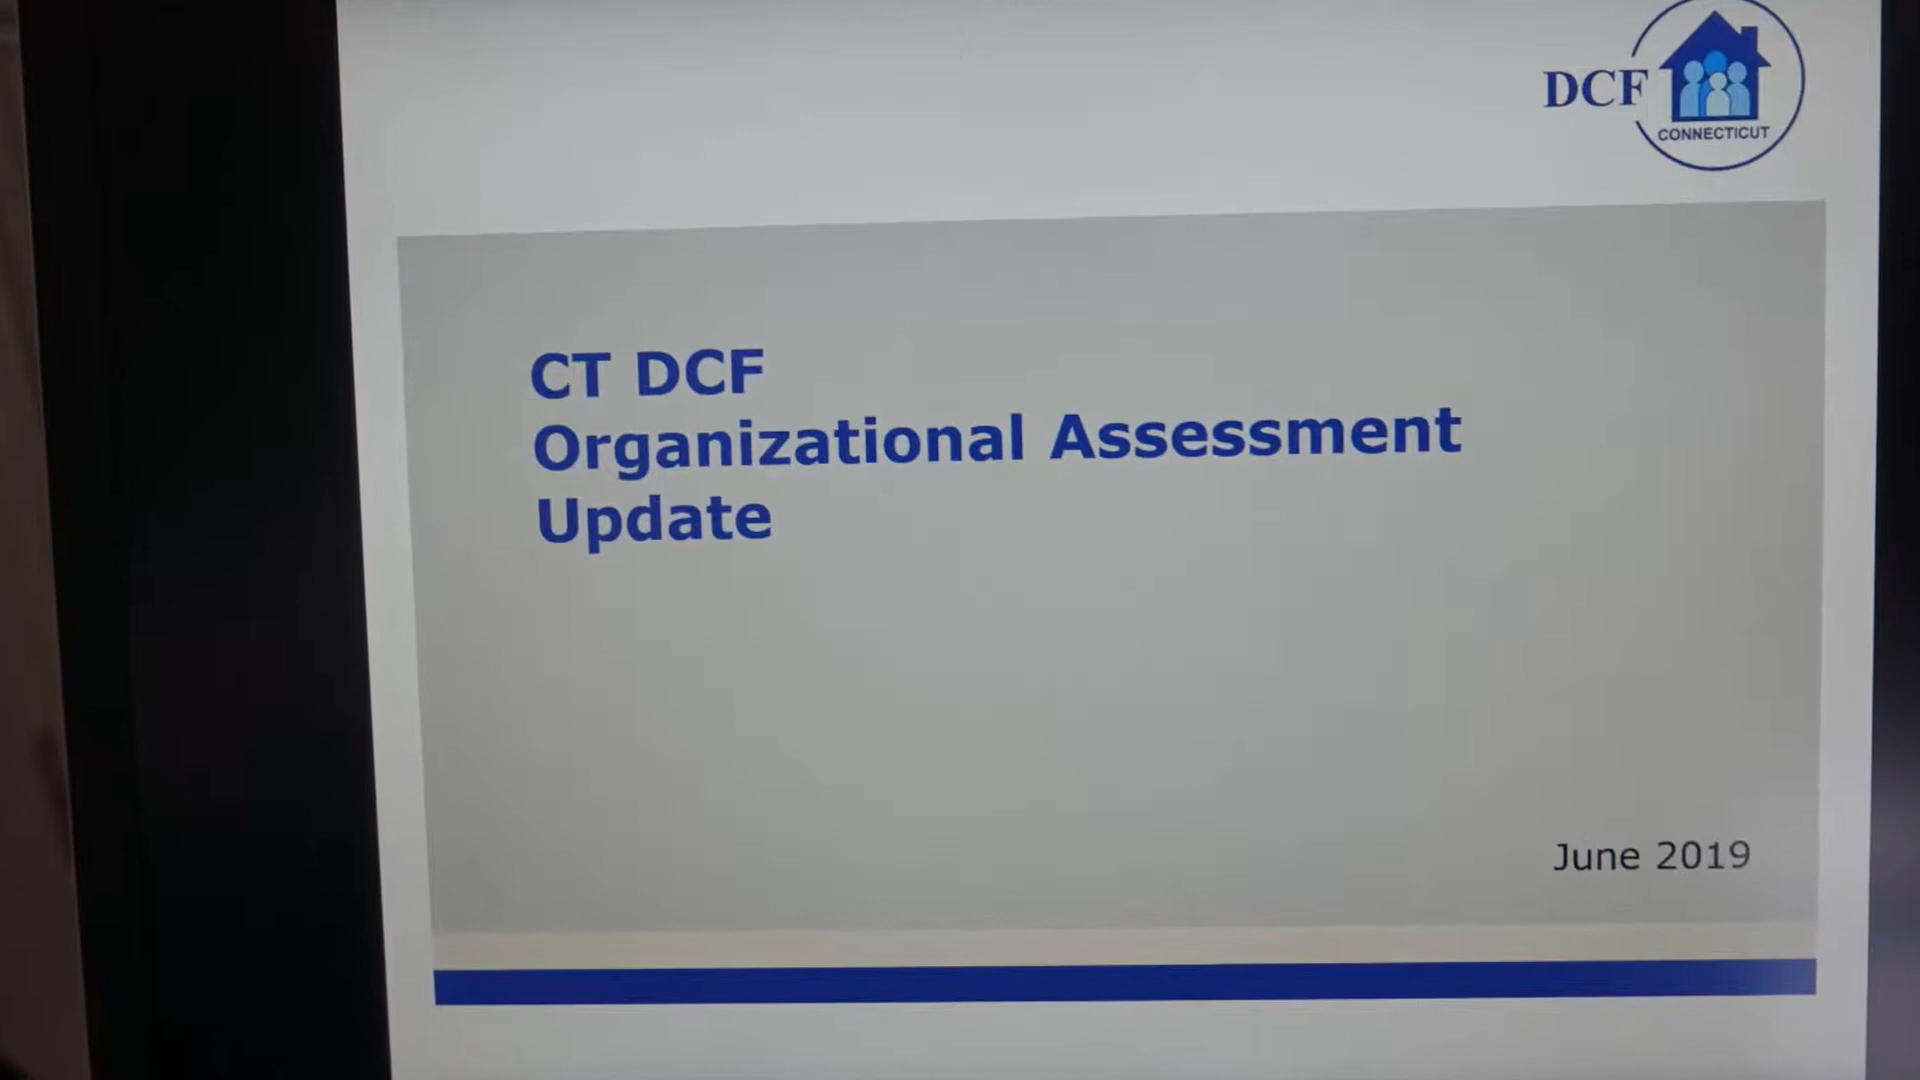 DCF
CONNECTICUT
CT DCF
Organizational Assessment
Update
June 2019